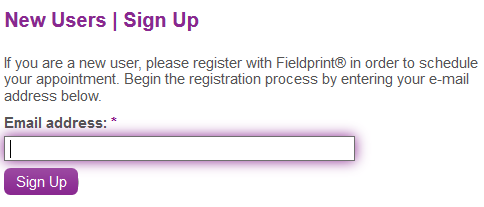 New Users | Sign Up
If you are a new user, please register with Fieldprint® in order to schedule
your appointment. Begin the registration process by entering your e-mail
address below.
Email address: *
Sign Up